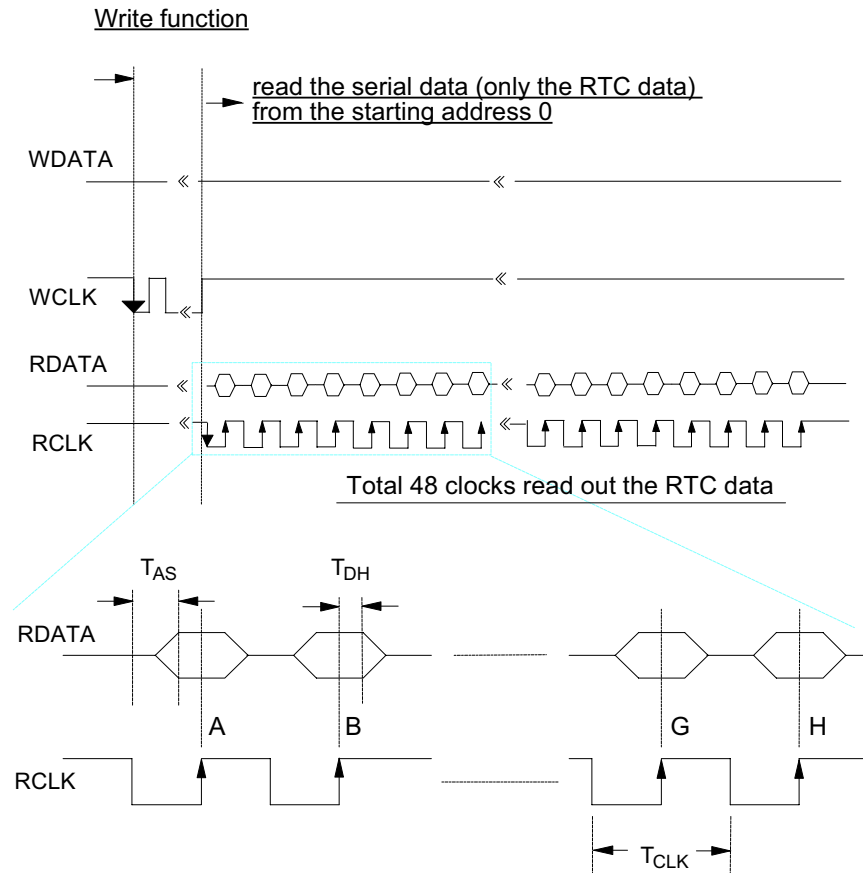 Write function
read the serial data (only the RTC data)
from the starting address 0
WDATA
WCLK
RDATA
RCLK
Total 48 clocks read out the RTC data
TAS
TDH
RDATA
A
B
G
H
RCLK
TCLK